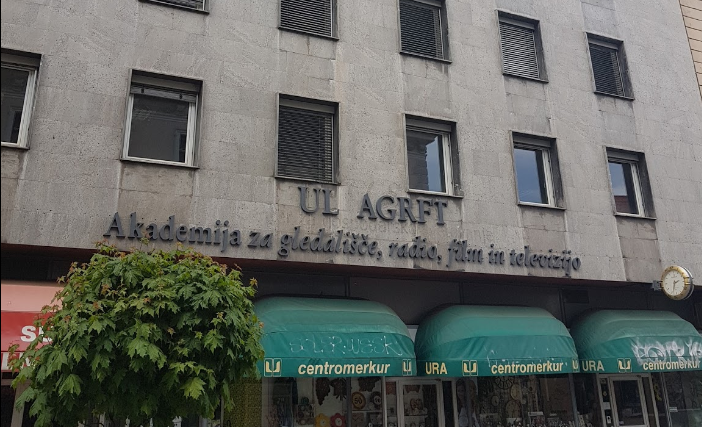 UL AGRFT
Akademija za gledališče, radio, film in televizijo
centromerkur URA centromerkur URA centromerkur